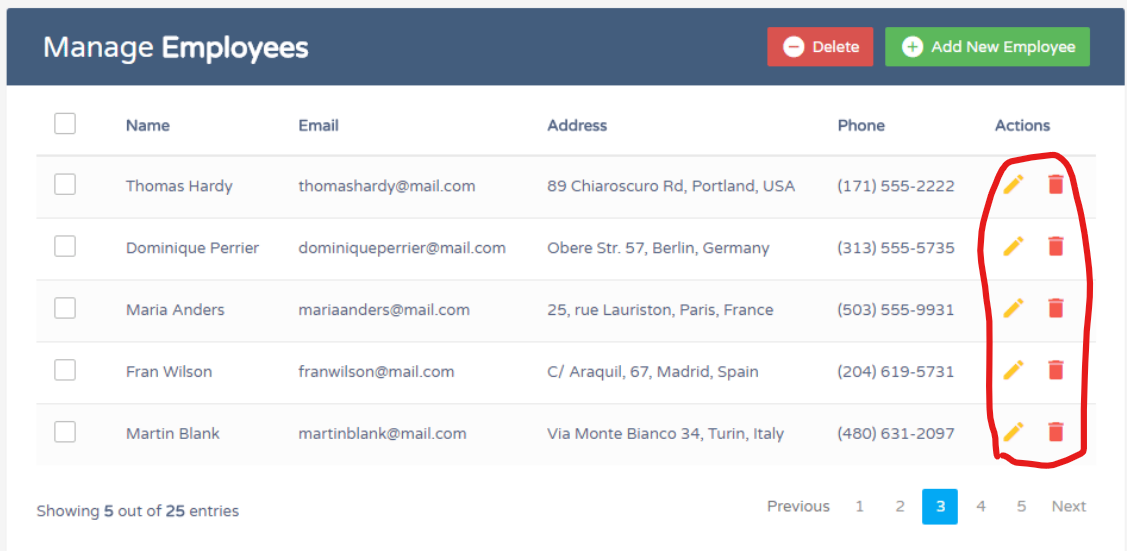 Manage Employees Delete Add New Employee
Name Email Address Phone Actions
Thomas Hardy thomashardy@mail.com 89 Chiaroscuro Rd, Portland, USA (171) 555-2222
Dominique Perrier dominiqueperrier@mail.com Obere Str. 57, Berlin, Germany (313) 555-5735
Maria Anders mariaanders@mail.com 25, rue Lauriston, Paris, France (503) 555-9931
Fran Wilson franwilson@mail.com C/ Araquil, 67, Madrid, Spain (204) 619-5731
Martin Blank martinblank@mail.com Via Monte Bianco 34, Turin, Italy (480) 631-2097
Showing 5 out of 25 entries Previous 1 2 3 4 5 Next